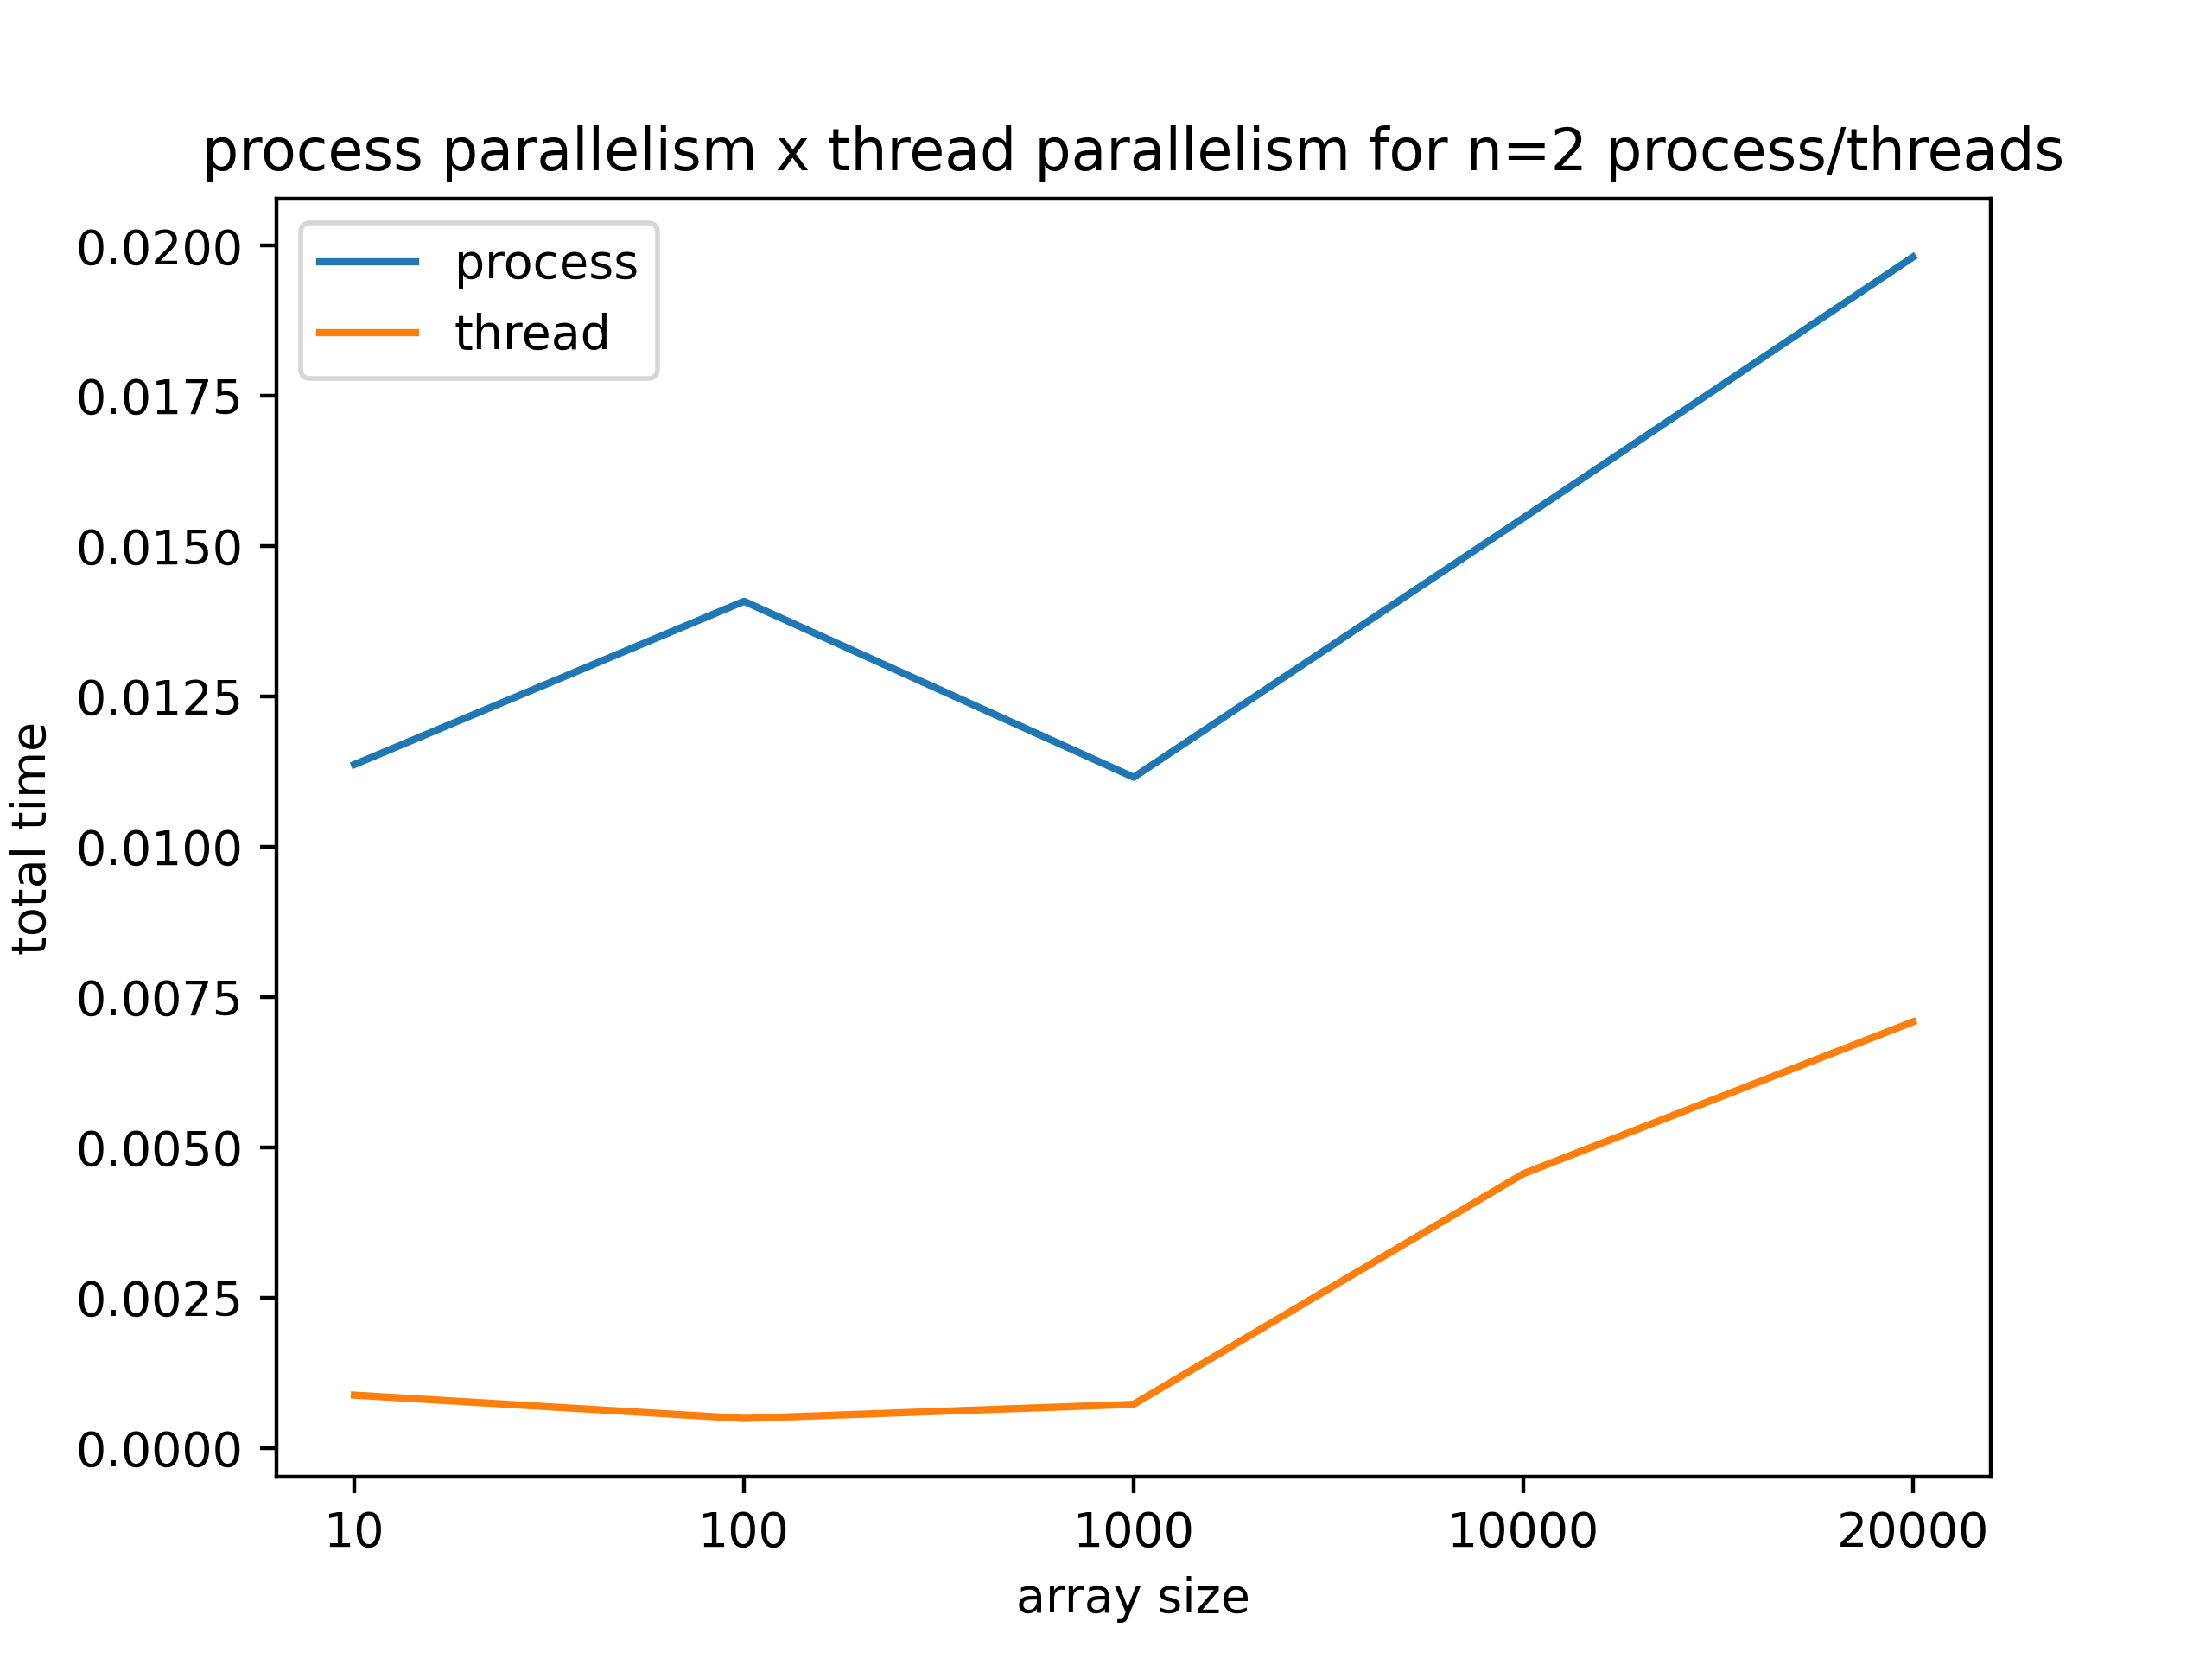 process parallelism x thread parallelism for n=2 process/threads
process
thread
0.0200
0.0175
0.0150
0.0125
0.0100
0.0075
0.0050
0.0025
0.0000
total time
10 100 1000 10000 20000
array size